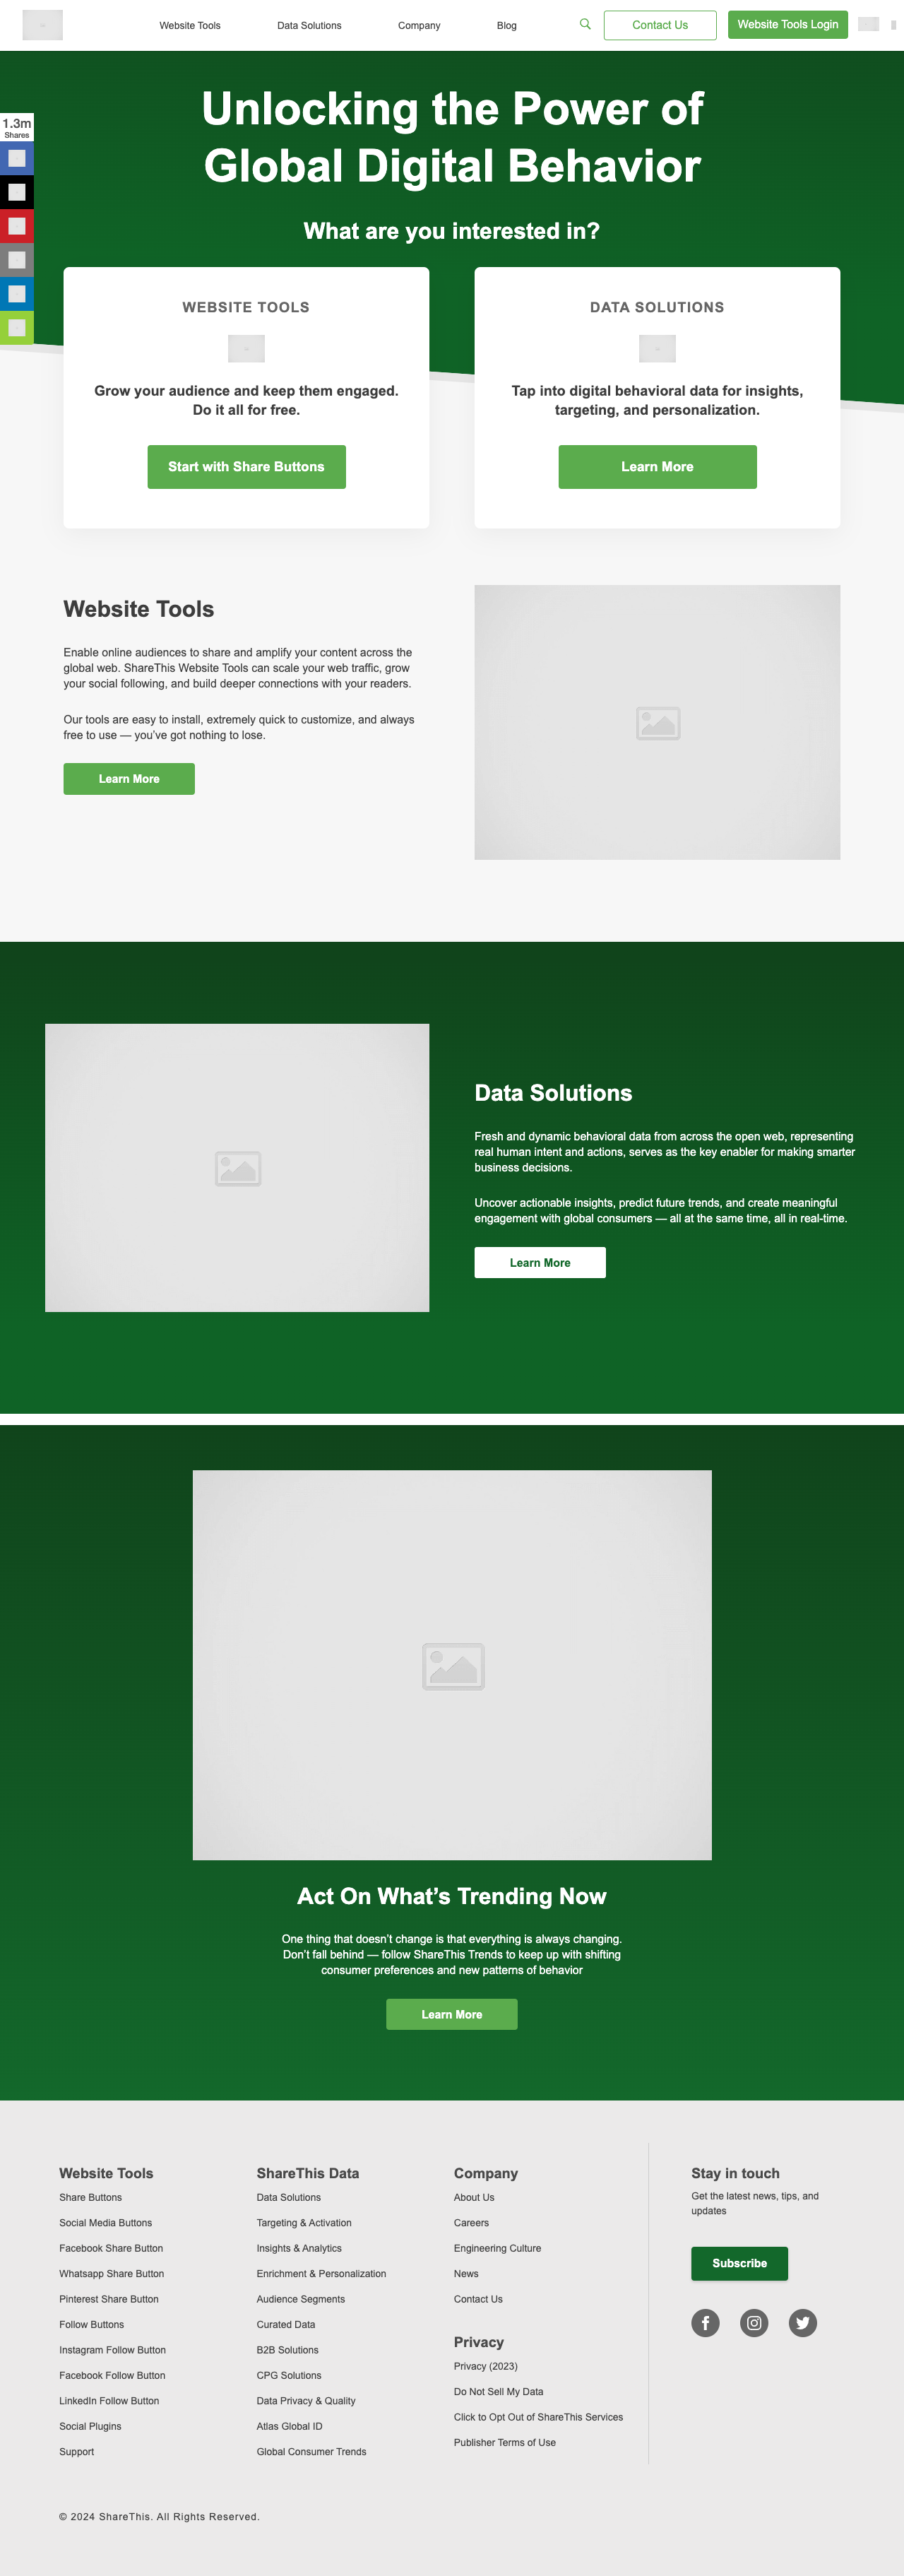 Website Tools
Data Solutions
Company
Blog
Contact Us
Website Tools Login
1.3m
Shares
Unlocking the Power of
Global Digital Behavior
What are you interested in?
WEBSITE TOOLS
Grow your audience and keep them engaged.
Do it all for free.
Start with Share Buttons
DATA SOLUTIONS
Tap into digital behavioral data for insights,
targeting, and personalization.
Learn More
Website Tools
Enable online audiences to share and amplify your content across the
global web. ShareThis Website Tools can scale your web traffic, grow
your social following, and build deeper connections with your readers.
Our tools are easy to install, extremely quick to customize, and always
free to use — you’ve got nothing to lose.
Learn More
Data Solutions
Fresh and dynamic behavioral data from across the open web, representing
real human intent and actions, serves as the key enabler for making smarter
business decisions.
Uncover actionable insights, predict future trends, and create meaningful
engagement with global consumers — all at the same time, all in real-time.
Learn More
Act On What’s Trending Now
One thing that doesn’t change is that everything is always changing.
Don’t fall behind — follow ShareThis Trends to keep up with shifting
consumer preferences and new patterns of behavior
Learn More
Website Tools
Share Buttons
Social Media Buttons
Facebook Share Button
Whatsapp Share Button
Pinterest Share Button
Follow Buttons
Instagram Follow Button
Facebook Follow Button
LinkedIn Follow Button
Social Plugins
Support
ShareThis Data
Data Solutions
Targeting & Activation
Insights & Analytics
Enrichment & Personalization
Audience Segments
Curated Data
B2B Solutions
CPG Solutions
Data Privacy & Quality
Atlas Global ID
Global Consumer Trends
Company
About Us
Careers
Engineering Culture
News
Contact Us
Privacy
Privacy (2023)
Do Not Sell My Data
Click to Opt Out of ShareThis Services
Publisher Terms of Use
Stay in touch
Get the latest news, tips, and
updates
Subscribe
© 2024 ShareThis. All Rights Reserved.